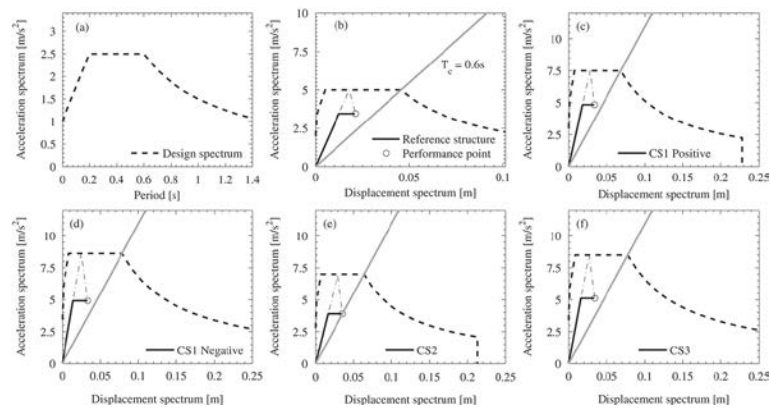 (a)
Acceleration spectrum [m/s²]
3
2.5
2
1.5
1
0.5
0
Design spectrum
0 0.2 0.4 0.6 0.8 1.0 1.2 1.4
Period [s]
(b)
Acceleration spectrum [m/s²]
10
7.5
5
2.5
0
T_c = 0.6s
Reference structure
Performance point
0 0.05 0.1
Displacement spectrum [m]
(c)
Acceleration spectrum [m/s²]
10
7.5
5
2.5
0
CS1 Positive
0 0.05 0.1 0.15 0.2 0.25
Displacement spectrum [m]
(d)
Acceleration spectrum [m/s²]
10
7.5
5
2.5
0
CS1 Negative
0 0.05 0.1 0.15 0.2 0.25
Displacement spectrum [m]
(e)
Acceleration spectrum [m/s²]
10
7.5
5
2.5
0
CS2
0 0.05 0.1 0.15 0.2 0.25
Displacement spectrum [m]
(f)
Acceleration spectrum [m/s²]
10
7.5
5
2.5
0
CS3
0 0.05 0.1 0.15 0.2 0.25
Displacement spectrum [m]